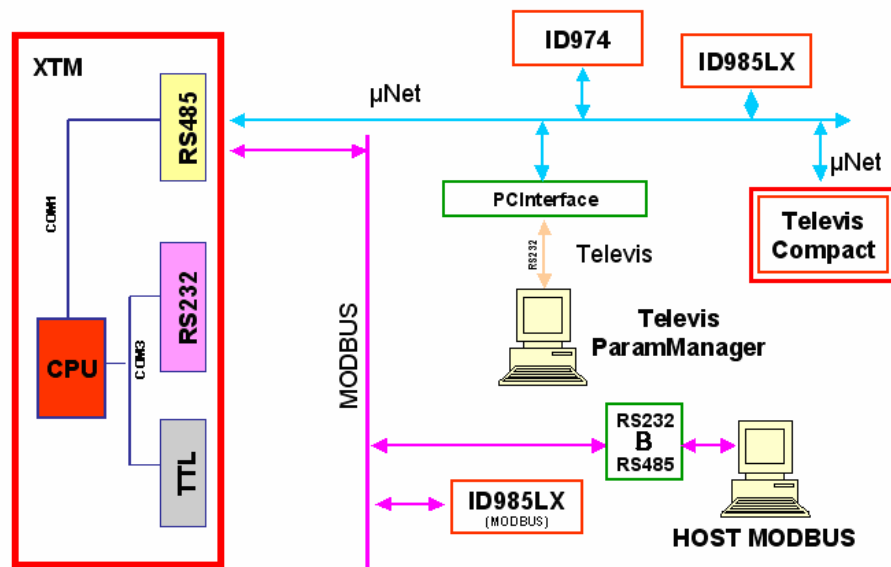 XTM
RS485
COM1
RS232
COM3
CPU
TTL
µNet
ID974
ID985LX
µNet
PCInterface
Televis
Compact
RS232
Televis
Televis
ParamManager
MODBUS
RS232
B
RS485
ID985LX
(MODBUS)
HOST MODBUS